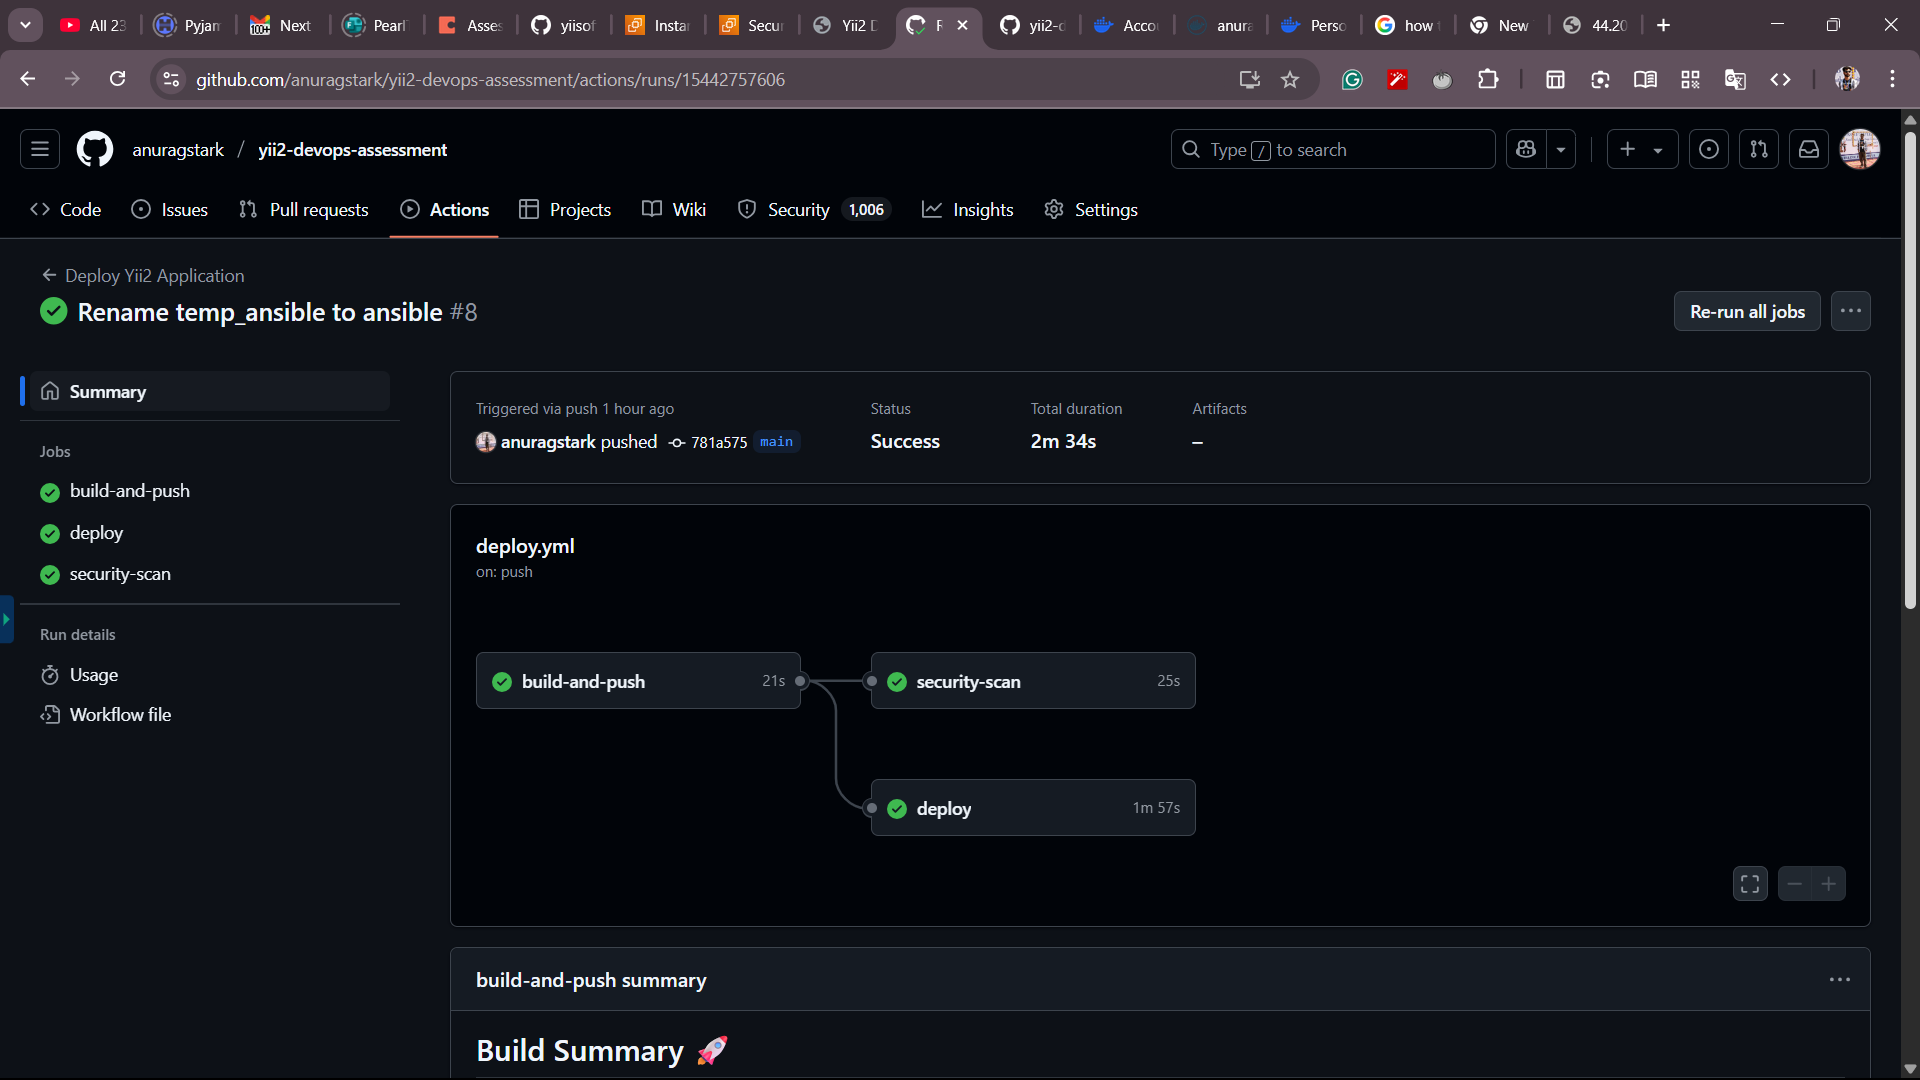 All 23
Pyjam
Next
Pearl
Asses
yiisof
Instan
Secur
Yii2 D
yii2-d
Accou
anura
Perso
how t
New
44.20
github.com/anuragstark/yii2-devops-assessment/actions/runs/15442757606
anuragstark / yii2-devops-assessment
Type / to search
Code
Issues
Pull requests
Actions
Projects
Wiki
Security 1,006
Insights
Settings
Deploy Yii2 Application
Rename temp_ansible to ansible #8
Re-run all jobs
Summary
Jobs
build-and-push
deploy
security-scan
Run details
Usage
Workflow file
Triggered via push 1 hour ago
anuragstark pushed 781a575 main
Status
Success
Total duration
2m 34s
Artifacts
–
deploy.yml
on: push
build-and-push 21s
security-scan 25s
deploy 1m 57s
build-and-push summary
Build Summary 🚀